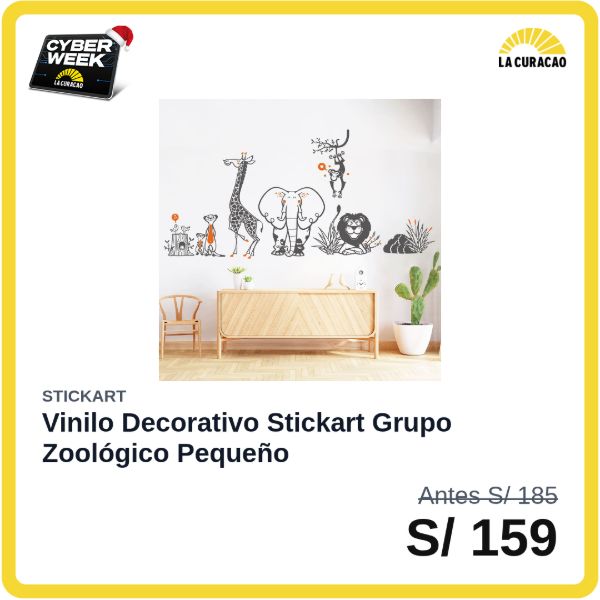 CYBER
WEEK
LA CURACAO
LA CURACAO
STICKART
Vinilo Decorativo Stickart Grupo
Zoológico Pequeño
Antes S/ 185
S/ 159